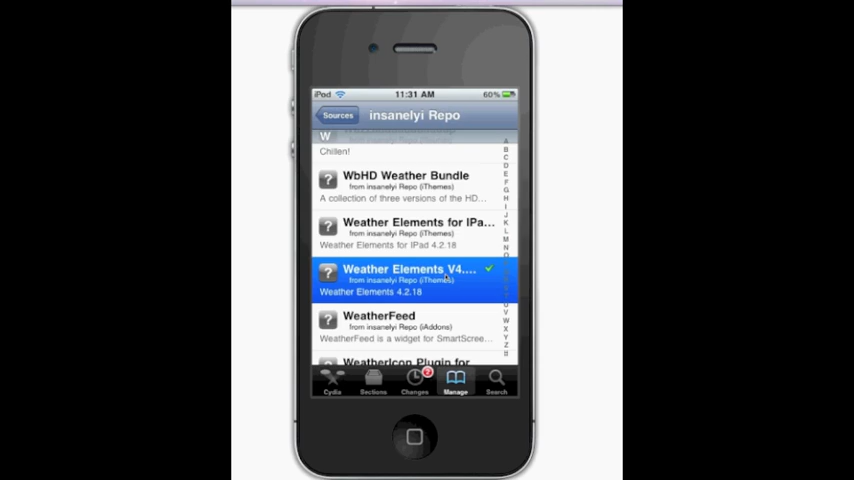 iPod 11:31 AM 60%
Sources insanelyi Repo
W
Chillen!
WbHD Weather Bundle
from insanelyi Repo (iThemes)
A collection of three versions of the HD...
Weather Elements for IPa...
from insanelyi Repo (iThemes)
Weather Elements for IPad 4.2.18
Weather Elements V4....
from insanelyi Repo (iThemes)
Weather Elements 4.2.18
WeatherFeed
from insanelyi Repo (iAddons)
WeatherFeed is a widget for SmartScree...
WeatherIcon Plugin for
A
B
C
D
E
F
G
H
I
J
K
L
M
N
O
V
W
X
Y
Z
#
Cydia Sections Changes Manage Search